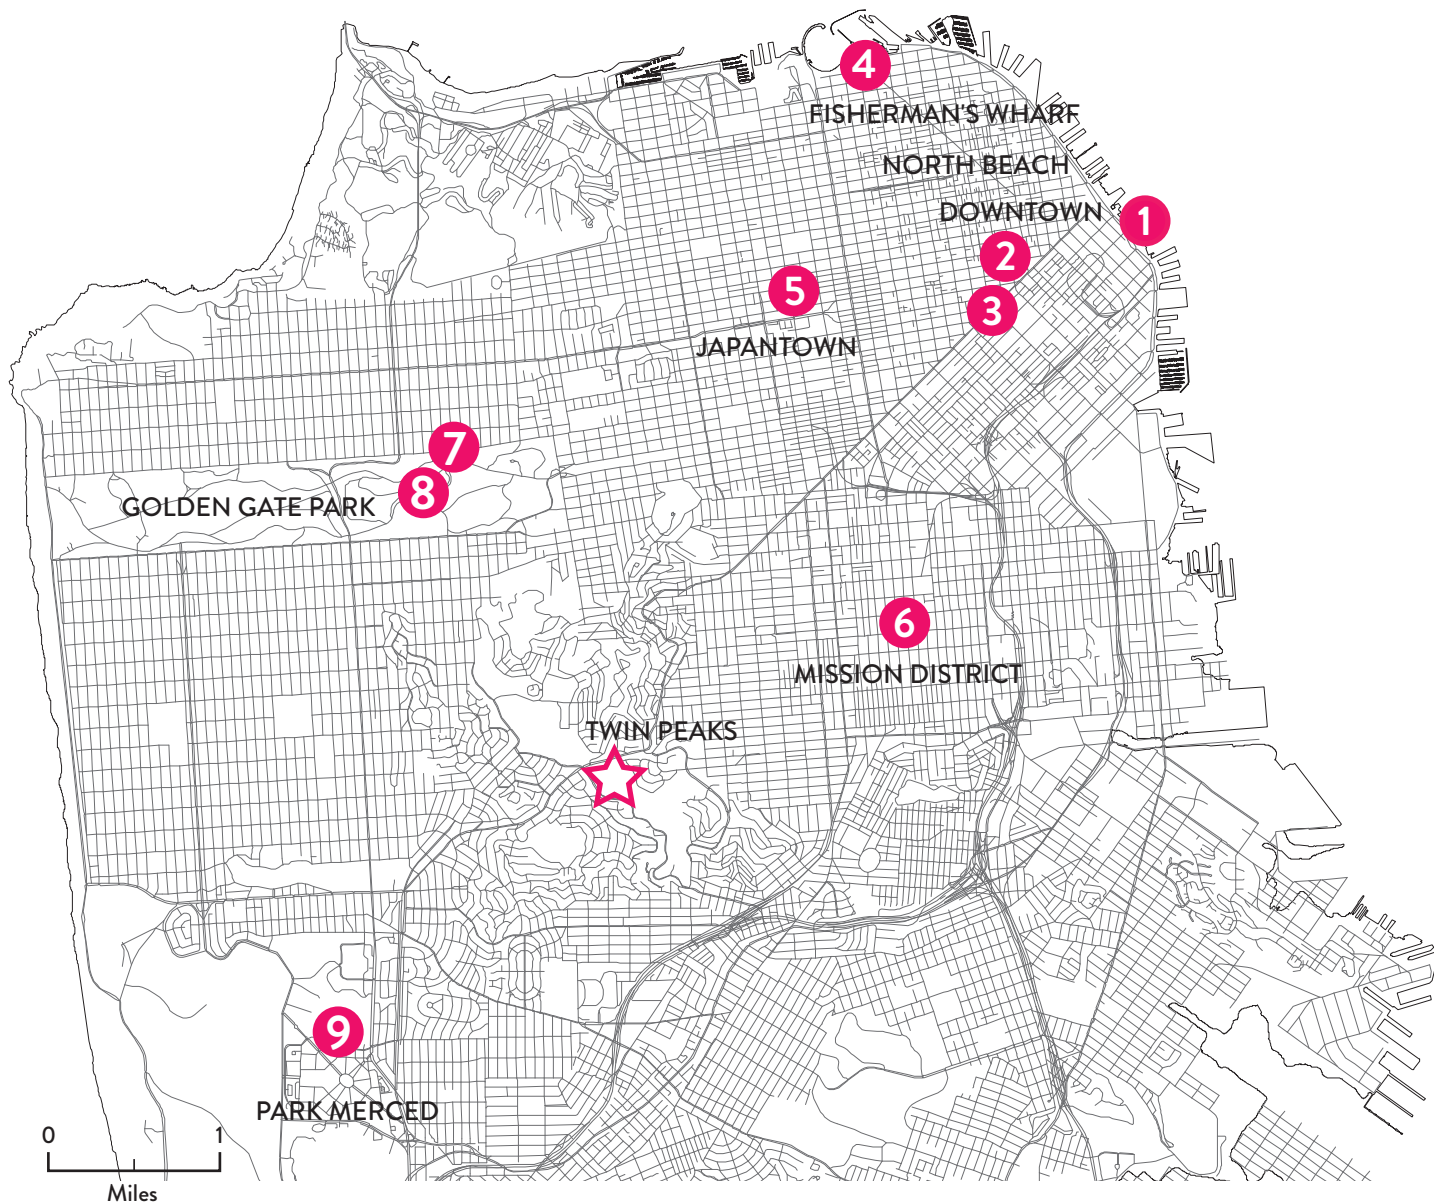 4
FISHERMAN'S WHARF
NORTH BEACH
DOWNTOWN
1
2
5
3
JAPANTOWN
7
8
GOLDEN GATE PARK
6
MISSION DISTRICT
TWIN PEAKS
9
PARK MERCED
0 1
Miles